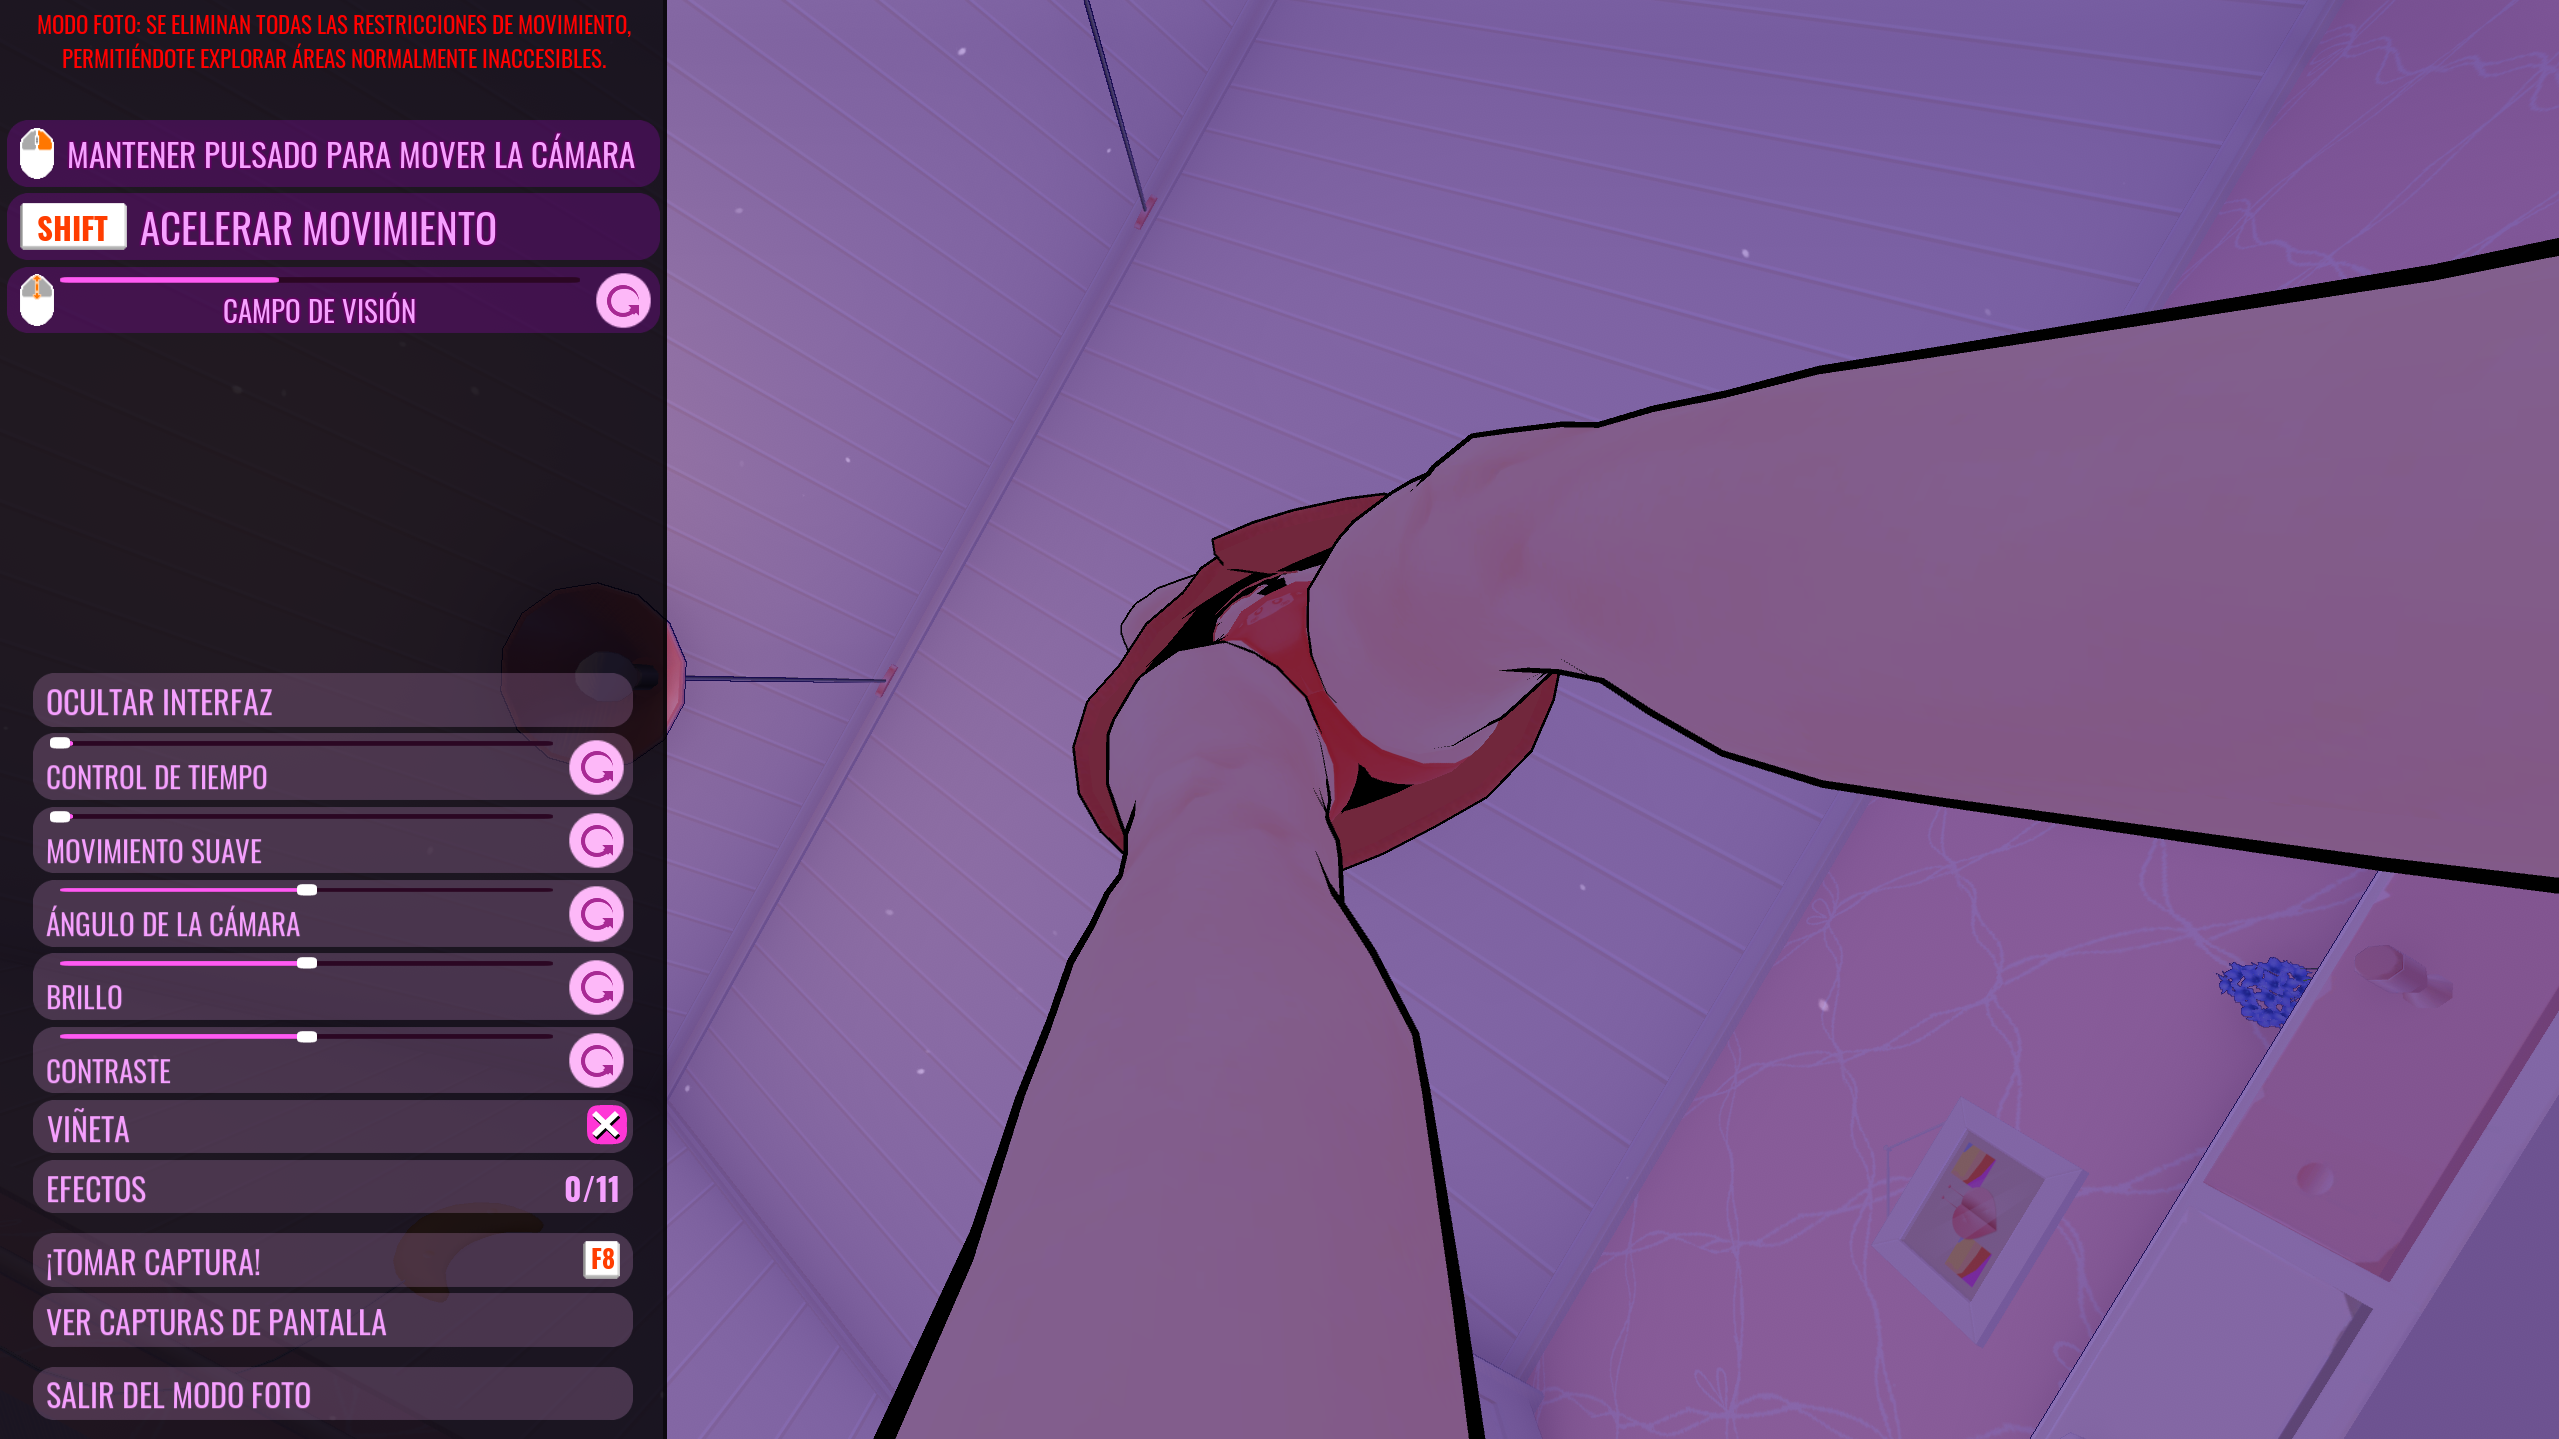 MODO FOTO: SE ELIMINAN TODAS LAS RESTRICCIONES DE MOVIMIENTO,
PERMITIÉNDOTE EXPLORAR ÁREAS NORMALMENTE INACCESIBLES.
MANTENER PULSADO PARA MOVER LA CÁMARA
SHIFT ACELERAR MOVIMIENTO
CAMPO DE VISIÓN
OCULTAR INTERFAZ
CONTROL DE TIEMPO
MOVIMIENTO SUAVE
ÁNGULO DE LA CÁMARA
BRILLO
CONTRASTE
VIÑETA
EFECTOS 0/11
¡TOMAR CAPTURA! F8
VER CAPTURAS DE PANTALLA
SALIR DEL MODO FOTO